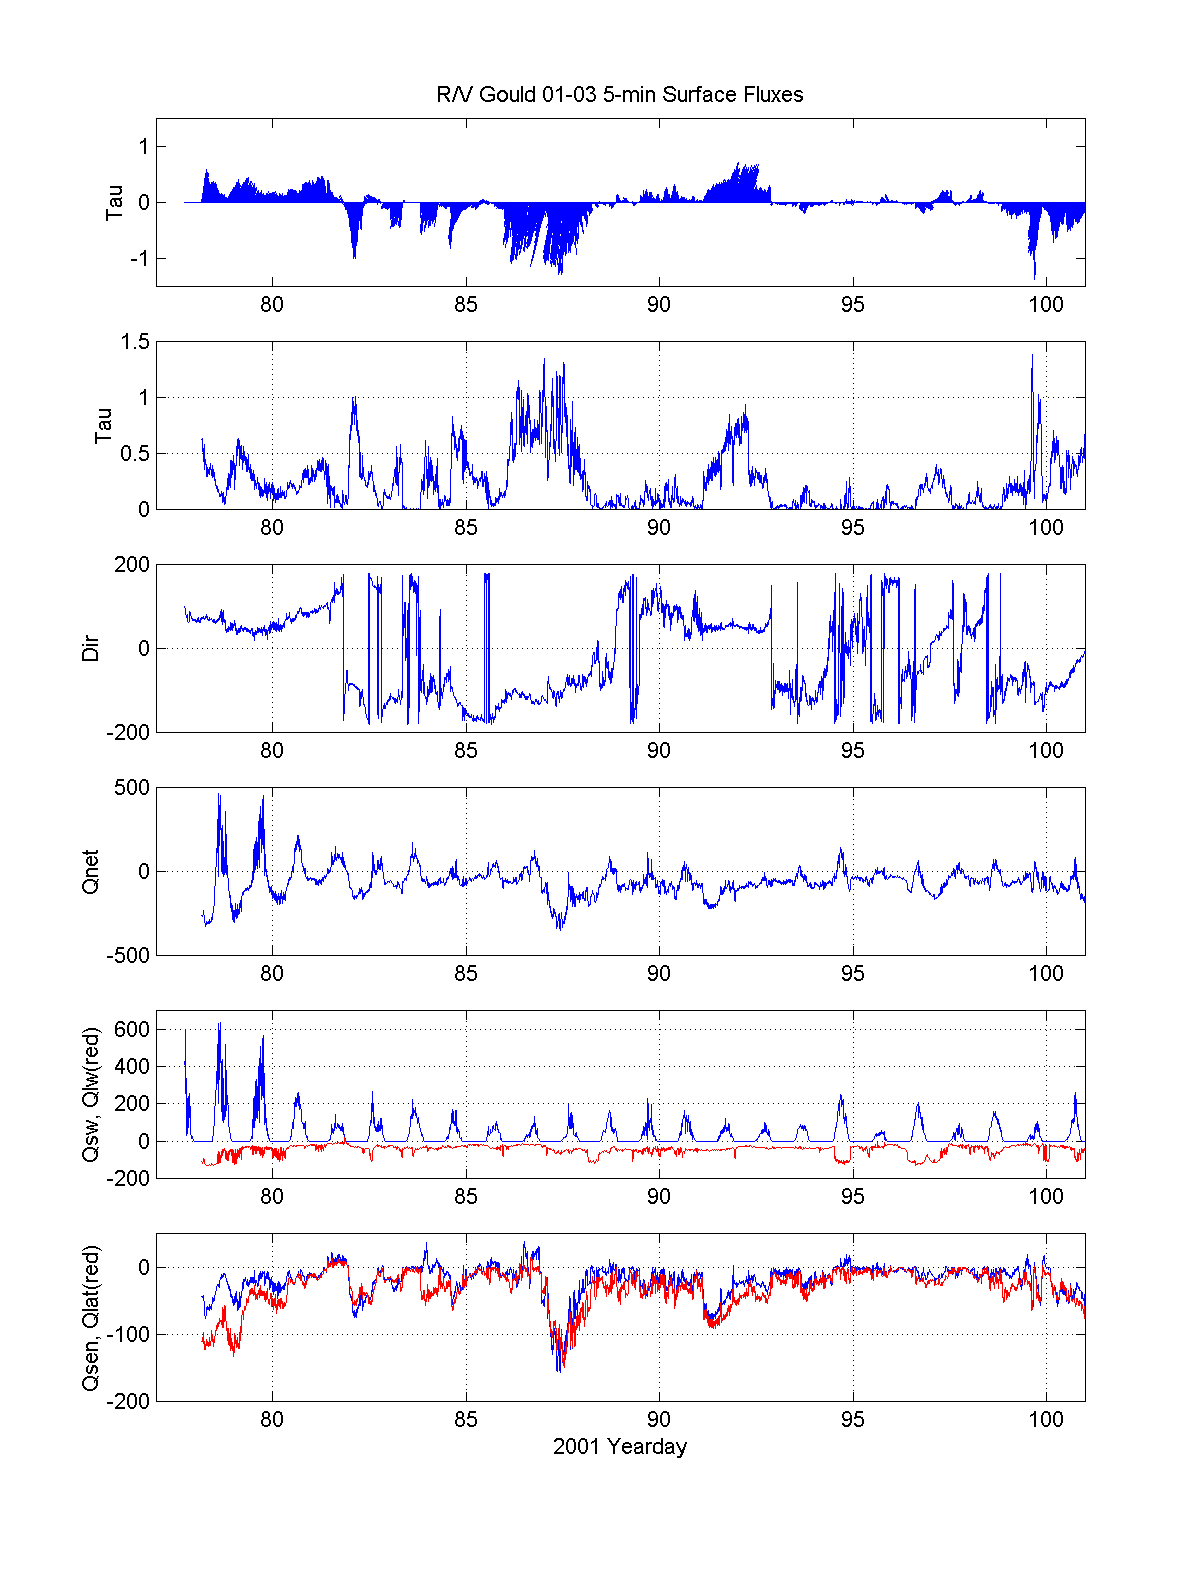 R/V Gould 01-03 5-min Surface Fluxes
1
0
-1
Tau
80 85 90 95 100
1.5
1
0.5
0
Tau
80 85 90 95 100
200
0
-200
Dir
80 85 90 95 100
500
0
-500
Qnet
80 85 90 95 100
600
400
200
0
-200
Qsw, Qlw(red)
80 85 90 95 100
0
-100
-200
Qsen, Qlat(red)
80 85 90 95 100
2001 Yearday